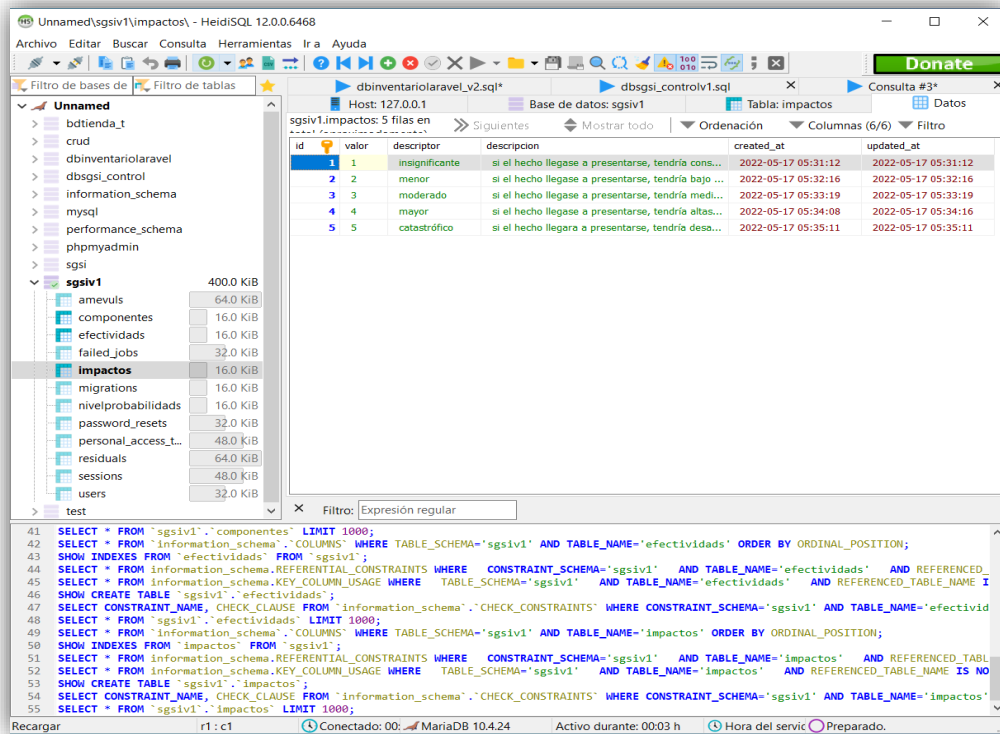 Unnamed\sgsiv1\impactos\ - HeidiSQL 12.0.0.6468
Archivo Editar Buscar Consulta Herramientas Ir a Ayuda
Donate
Filtro de bases de Filtro de tablas
dbinventariolaravel_v2.sql* dbsgsi_controlv1.sql Consulta #3*
Host: 127.0.0.1 Base de datos: sgsiv1 Tabla: impactos Datos
sgsiv1.impactos: 5 filas en
total (aproximadamente)
Siguientes Mostrar todo Ordenación Columnas (6/6) Filtro
id valor descriptor descripcion created_at updated_at
1 1 insignificante si el hecho llegase a presentarse, tendría cons... 2022-05-17 05:31:12 2022-05-17 05:31:12
2 2 menor si el hecho llegase a presentarse, tendría bajo ... 2022-05-17 05:32:16 2022-05-17 05:32:16
3 3 moderado si el hecho llegase a presentarse, tendría medi... 2022-05-17 05:33:19 2022-05-17 05:33:19
4 4 mayor si el hecho llegase a presentarse, tendría altas... 2022-05-17 05:34:08 2022-05-17 05:34:16
5 5 catastrófico si el hecho llegara a presentarse, tendría desa... 2022-05-17 05:35:11 2022-05-17 05:35:11
Unnamed
bdtienda_t
crud
dbinventariolaravel
dbsgsi_control
information_schema
mysql
performance_schema
phpmyadmin
sgsi
sgsiv1 400.0 KiB
amevuls 64.0 KiB
componentes 16.0 KiB
efectividads 16.0 KiB
failed_jobs 32.0 KiB
impactos 16.0 KiB
migrations 16.0 KiB
nivelprobabilidads 16.0 KiB
password_resets 32.0 KiB
personal_access_t... 48.0 KiB
residuals 64.0 KiB
sessions 48.0 KiB
users 32.0 KiB
test
Filtro: Expresión regular
41 SELECT * FROM `sgsiv1`.`componentes` LIMIT 1000;
42 SELECT * FROM `information_schema`.`COLUMNS` WHERE TABLE_SCHEMA='sgsiv1' AND TABLE_NAME='efectividads' ORDER BY ORDINAL_POSITION;
43 SHOW INDEXES FROM `efectividads` FROM `sgsiv1`;
44 SELECT * FROM information_schema.REFERENTIAL_CONSTRAINTS WHERE CONSTRAINT_SCHEMA='sgsiv1' AND TABLE_NAME='efectividads' AND REFERENCED_
45 SELECT * FROM information_schema.KEY_COLUMN_USAGE WHERE TABLE_SCHEMA='sgsiv1' AND TABLE_NAME='efectividads' AND REFERENCED_TABLE_NAME I
46 SHOW CREATE TABLE `sgsiv1`.`efectividads`;
47 SELECT CONSTRAINT_NAME, CHECK_CLAUSE FROM `information_schema`.`CHECK_CONSTRAINTS` WHERE CONSTRAINT_SCHEMA='sgsiv1' AND TABLE_NAME='efectivid
48 SELECT * FROM `sgsiv1`.`efectividads` LIMIT 1000;
49 SELECT * FROM `information_schema`.`COLUMNS` WHERE TABLE_SCHEMA='sgsiv1' AND TABLE_NAME='impactos' ORDER BY ORDINAL_POSITION;
50 SHOW INDEXES FROM `impactos` FROM `sgsiv1`;
51 SELECT * FROM information_schema.REFERENTIAL_CONSTRAINTS WHERE CONSTRAINT_SCHEMA='sgsiv1' AND TABLE_NAME='impactos' AND REFERENCED_TABL
52 SELECT * FROM information_schema.KEY_COLUMN_USAGE WHERE TABLE_SCHEMA='sgsiv1' AND TABLE_NAME='impactos' AND REFERENCED_TABLE_NAME IS NO
53 SHOW CREATE TABLE `sgsiv1`.`impactos`;
54 SELECT CONSTRAINT_NAME, CHECK_CLAUSE FROM `information_schema`.`CHECK_CONSTRAINTS` WHERE CONSTRAINT_SCHEMA='sgsiv1' AND TABLE_NAME='impactos'
55 SELECT * FROM `sgsiv1`.`impactos` LIMIT 1000;
Recargar r1 : c1 Conectado: 00: MariaDB 10.4.24 Activo durante: 00:03 h Hora del servic Preparado.